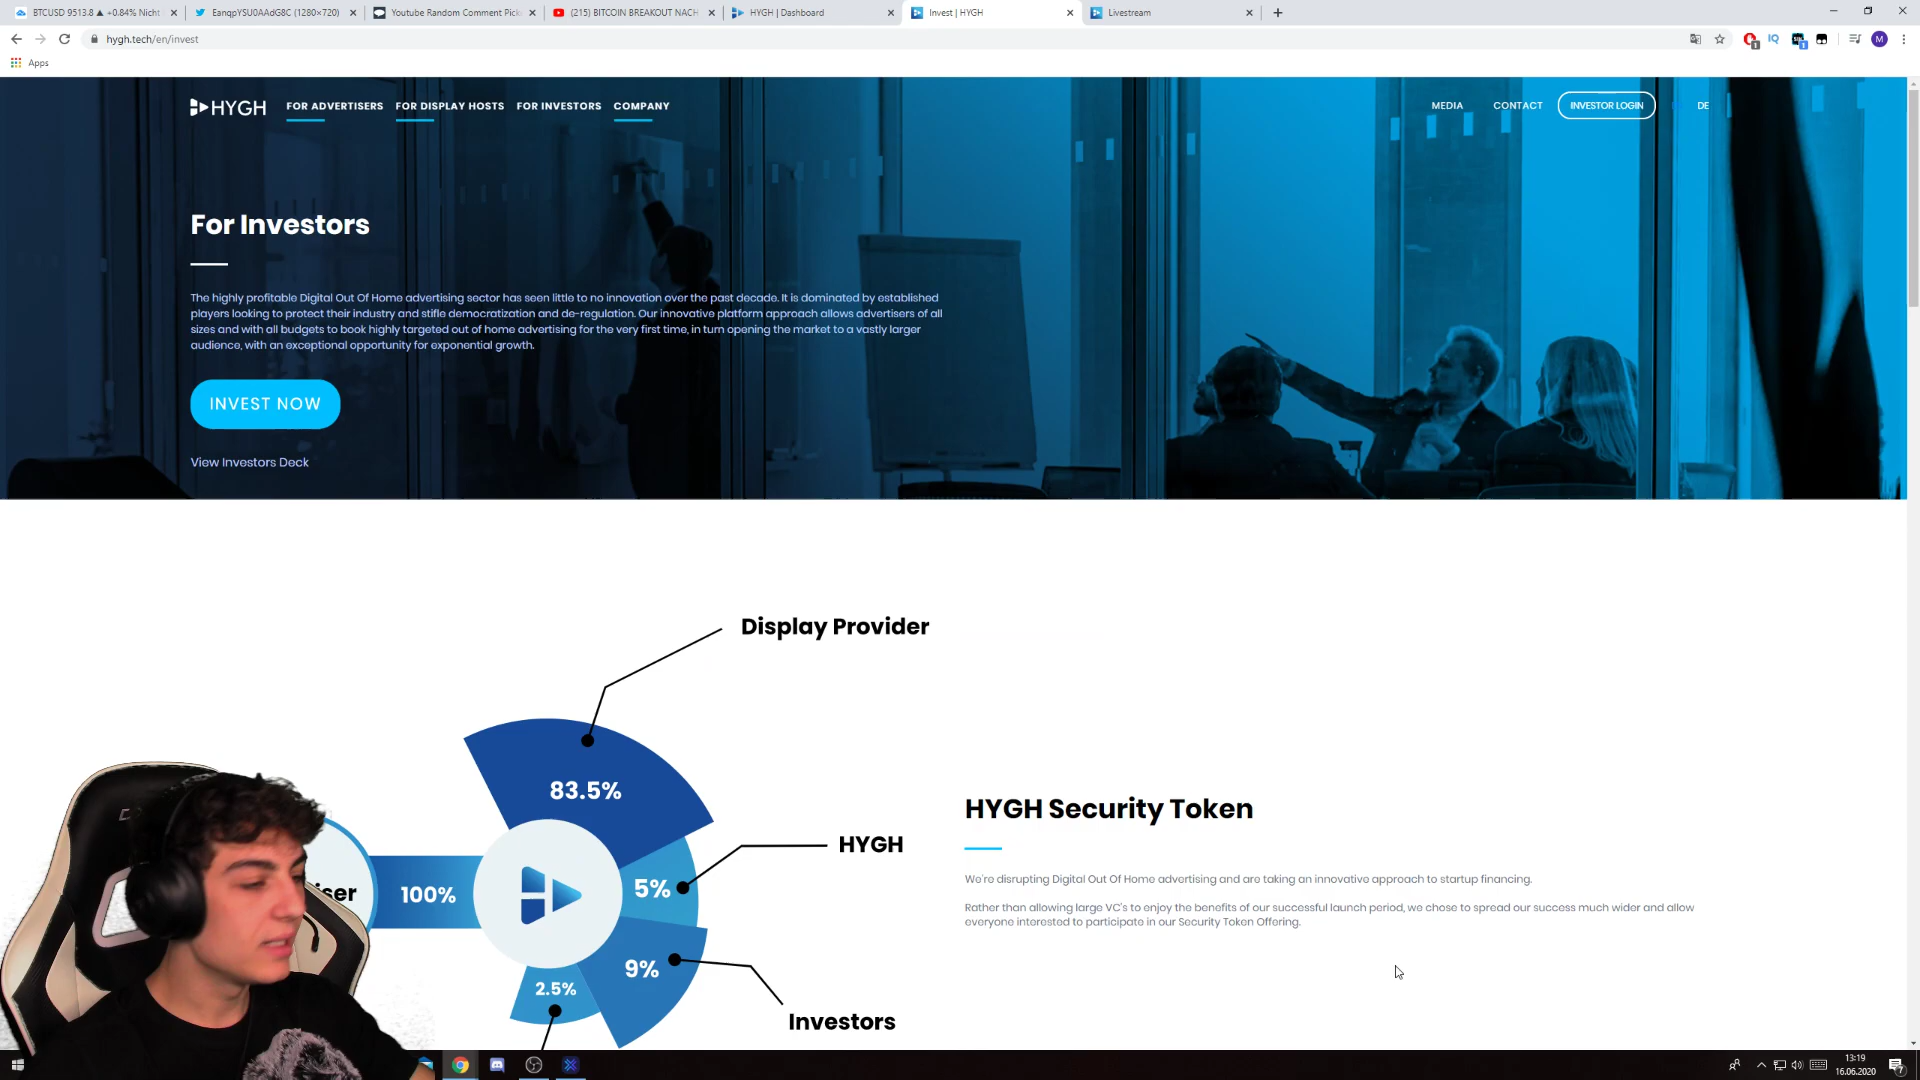 BTCUSD 9513.8 ▲ +0.84% Nicht
EanqpYSU0AAdG8C (1280×720)
Youtube Random Comment Pick
(215) BITCOIN BREAKOUT NACH
HYGH | Dashboard
Invest | HYGH
Livestream
hygh.tech/en/invest
M
Apps
HYGH
FOR ADVERTISERS
FOR DISPLAY HOSTS
FOR INVESTORS
COMPANY
MEDIA
CONTACT
INVESTOR LOGIN
DE
For Investors
The highly profitable Digital Out Of Home advertising sector has seen little to no innovation over the past decade. It is dominated by established
players looking to protect their industry and stifle democratization and de-regulation. Our innovative platform approach allows advertisers of all
sizes and with all budgets to book highly targeted out of home advertising for the very first time, in turn opening the market to a vastly larger
audience, with an exceptional opportunity for exponential growth.
INVEST NOW
View Investors Deck
Display Provider
83.5%
HYGH
5%
iser
100%
9%
2.5%
Investors
HYGH Security Token
We're disrupting Digital Out Of Home advertising and are taking an innovative approach to startup financing.
Rather than allowing large VC's to enjoy the benefits of our successful launch period, we chose to spread our success much wider and allow
everyone interested to participate in our Security Token Offering.
13:19
16.06.2020